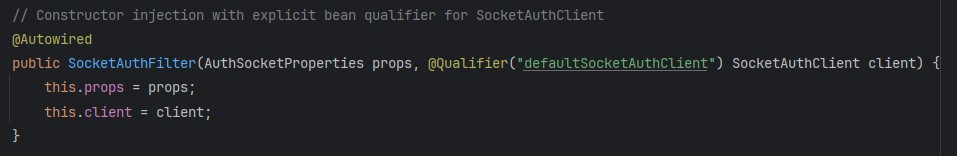 // Constructor injection with explicit bean qualifier for SocketAuthClient
@Autowired
public SocketAuthFilter(AuthSocketProperties props, @Qualifier("defaultSocketAuthClient") SocketAuthClient client) {
    this.props = props;
    this.client = client;
}